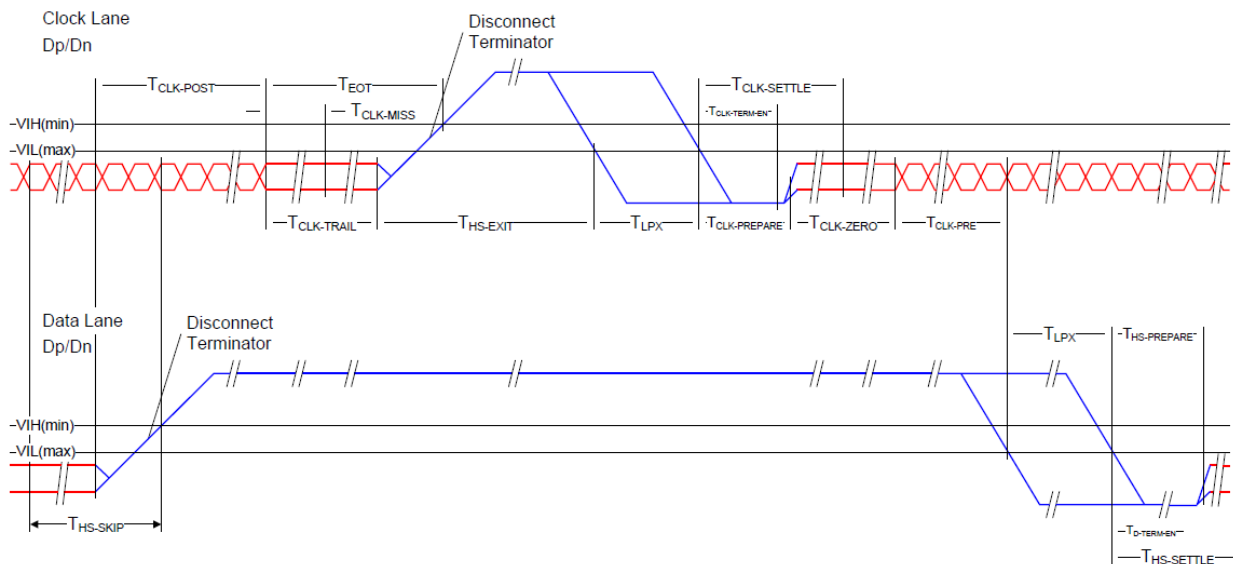 Clock Lane
Dp/Dn
Disconnect
Terminator
TCLK-POST
TEOT
TCLK-SETTLE
TCLK-MISS
TCLK-TERM-EN
VIH(min)
VIL(max)
TCLK-TRAIL
THS-EXIT
TLPX
TCLK-PREPARE
TCLK-ZERO
TCLK-PRE
Data Lane
Dp/Dn
Disconnect
Terminator
TLPX
THS-PREPARE
VIH(min)
VIL(max)
THS-SKIP
TD-TERM-EN
THS-SETTLE